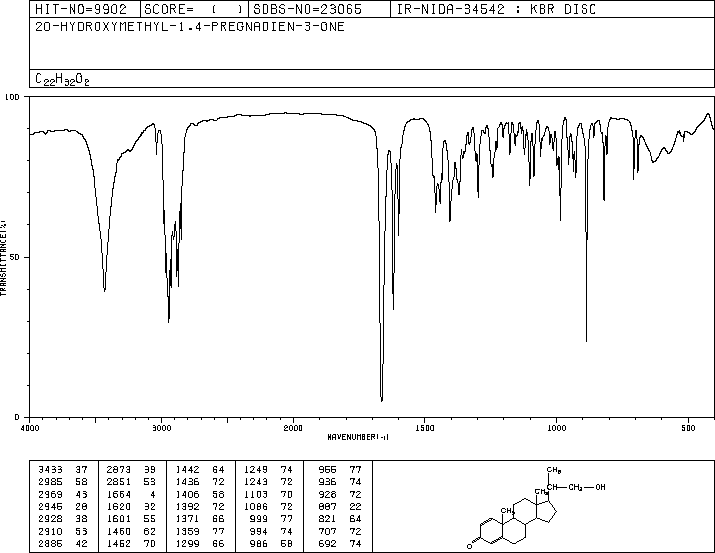 HIT-NO=9902 SCORE= ( ) SDBS-NO=23065 IR-NIDA-34542 : KBR DISC
20-HYDROXYMETHYL-1,4-PREGNADIEN-3-ONE
C22H32O2
100
50
0
TRANSMITTANCE(%)
4000 3000 2000 1500 1000 500
WAVENUMBER(-1)
3433 37 2873 39 1442 64 1249 74 966 77
2985 58 2851 53 1436 72 1243 72 936 74
2969 43 1664 4 1406 58 1103 70 928 72
2945 28 1620 32 1392 72 1086 72 887 22
2928 38 1601 55 1371 66 999 77 821 64
2910 53 1460 62 1359 77 994 74 707 72
2885 42 1452 70 1299 66 986 58 692 74
CH3
CH3
CH—CH2—OH
CH3
O